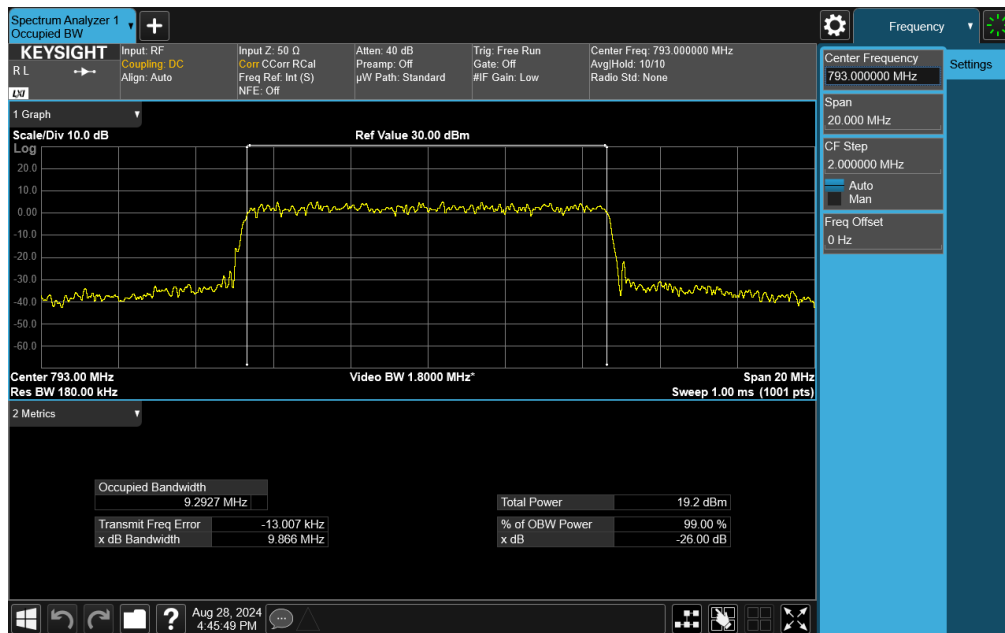 Spectrum Analyzer 1
Occupied BW
Frequency
KEYSIGHT
R L
LXI
Input: RF
Coupling: DC
Align: Auto
Input Z: 50 Ω
Corr CCorr RCal
Freq Ref: Int (S)
NFE: Off
Atten: 40 dB
Preamp: Off
µW Path: Standard
Trig: Free Run
Gate: Off
#IF Gain: Low
Center Freq: 793.000000 MHz
Avg|Hold: 10/10
Radio Std: None
Center Frequency
793.000000 MHz
Settings
Span
20.000 MHz
CF Step
2.000000 MHz
Auto
Man
Freq Offset
0 Hz
1 Graph
Scale/Div 10.0 dB
Ref Value 30.00 dBm
Log
20.0
10.0
0.00
-10.0
-20.0
-30.0
-40.0
-50.0
-60.0
Center 793.00 MHz
Video BW 1.8000 MHz*
Span 20 MHz
Res BW 180.00 kHz
Sweep 1.00 ms (1001 pts)
2 Metrics
Occupied Bandwidth
9.2927 MHz
Total Power 19.2 dBm
Transmit Freq Error -13.007 kHz
% of OBW Power 99.00 %
x dB Bandwidth 9.866 MHz
x dB -26.00 dB
?
Aug 28, 2024
4:45:49 PM